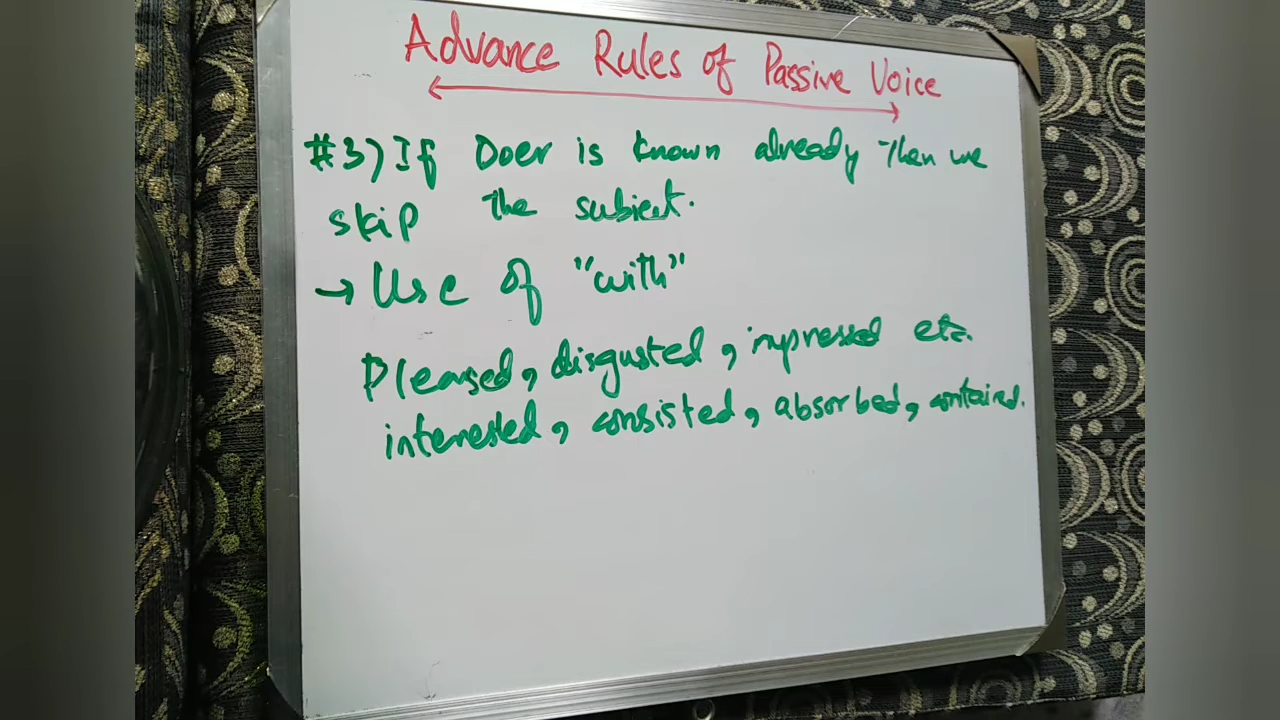 Advance Rules of Passive Voice
#3) If Doer is known already Then we
skip The subject.
→ Use of "with"
Pleased, disgusted, impressed etc.
interested, consisted, absorbed, contained.